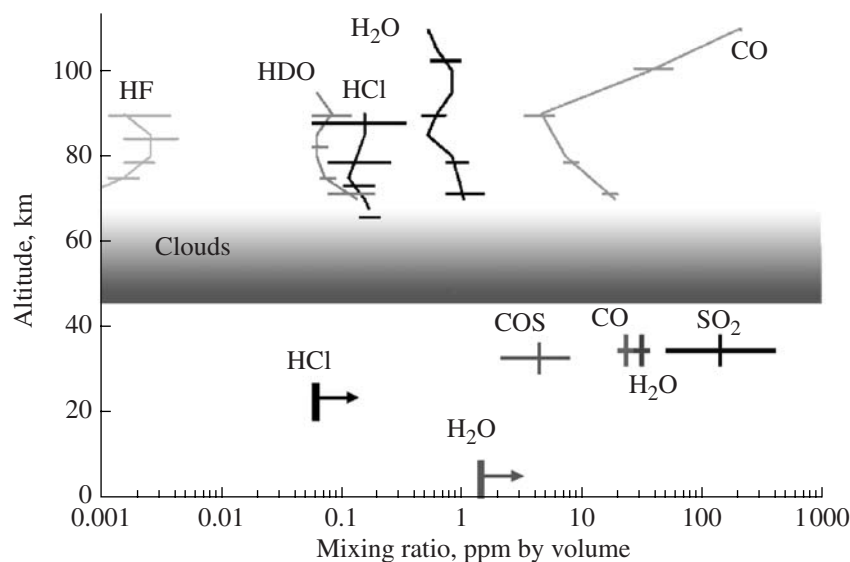 H₂O
CO
HDO
HF
HCl
100
80
60
40
20
0
Altitude, km
Clouds
COS
CO
SO₂
HCl
H₂O
H₂O
0.001
0.01
0.1
1
10
100
1000
Mixing ratio, ppm by volume